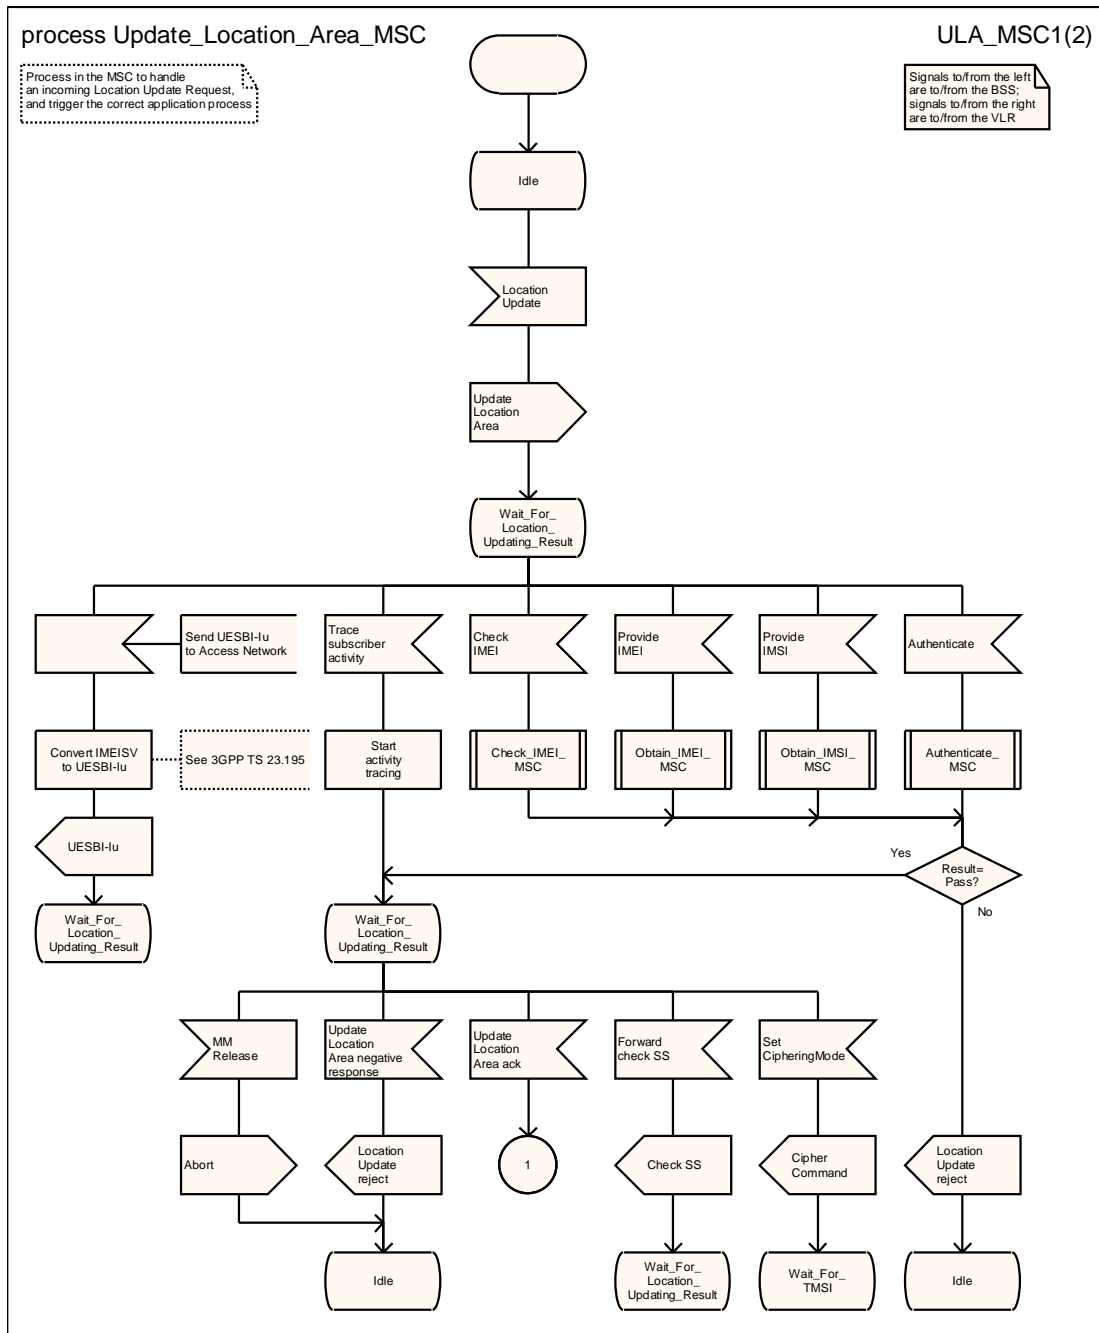 process Update_Location_Area_MSC
ULA_MSC1(2)
Process in the MSC to handle
an incoming Location Update Request,
and trigger the correct application process
Signals to/from the left
are to/from the BSS;
signals to/from the right
are to/from the VLR
Idle
Location
Update
Update
Location
Area
Wait_For_
Location_
Updating_Result
Send UESBI-Iu
to Access Network
Trace
subscriber
activity
Check
IMEI
Provide
IMEI
Provide
IMSI
Authenticate
Convert IMEISV
to UESBI-Iu
See 3GPP TS 23.195
Start
activity
tracing
Check_IMEI_
MSC
Obtain_IMEI_
MSC
Obtain_IMSI_
MSC
Authenticate_
MSC
UESBI-Iu
Yes
Result=
Pass?
No
Wait_For_
Location_
Updating_Result
Wait_For_
Location_
Updating_Result
MM
Release
Update
Location
Area negative
response
Update
Location
Area ack
Forward
check SS
Set
CipheringMode
Abort
Location
Update
reject
1
Check SS
Cipher
Command
Location
Update
reject
Idle
Wait_For_
Location_
Updating_Result
Wait_For_
TMSI
Idle